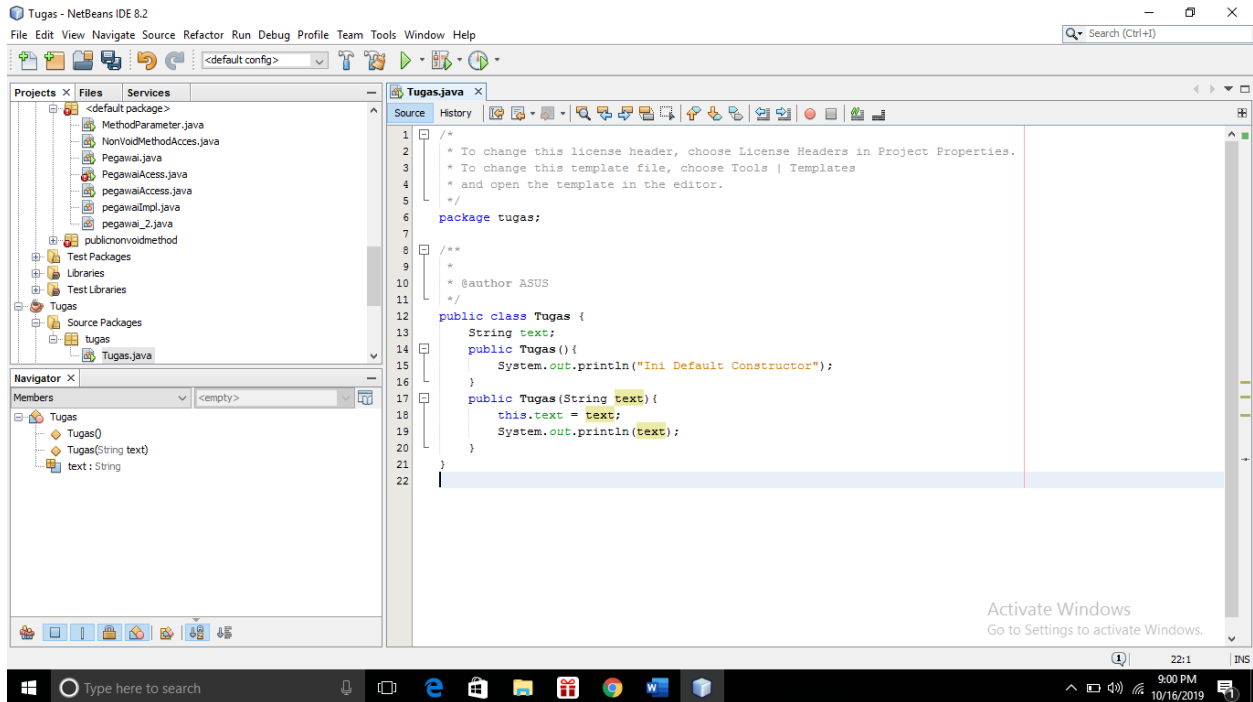 Tugas - NetBeans IDE 8.2
File Edit View Navigate Source Refactor Run Debug Profile Team Tools Window Help
Search (Ctrl+I)
<default config>
Projects Files Services
<default package>
MethodParameter.java
NonVoidMethodAcces.java
Pegawai.java
PegawaiAcess.java
pegawaiAccess.java
pegawaiImpl.java
pegawai_2.java
publicnonvoidmethod
Test Packages
Libraries
Test Libraries
Tugas
Source Packages
tugas
Tugas.java
Navigator
Members
<empty>
Tugas
Tugas()
Tugas(String text)
text : String
Tugas.java
Source History
1 /*
2 * To change this license header, choose License Headers in Project Properties.
3 * To change this template file, choose Tools | Templates
4 * and open the template in the editor.
5 */
6 package tugas;
7
8 /**
9 *
10 * @author ASUS
11 */
12 public class Tugas {
13 String text;
14 public Tugas(){
15 System.out.println("Ini Default Constructor");
16 }
17 public Tugas(String text){
18 this.text = text;
19 System.out.println(text);
20 }
21 }
22
Activate Windows
Go to Settings to activate Windows.
1 22:1 INS
Type here to search
9:00 PM
10/16/2019
1